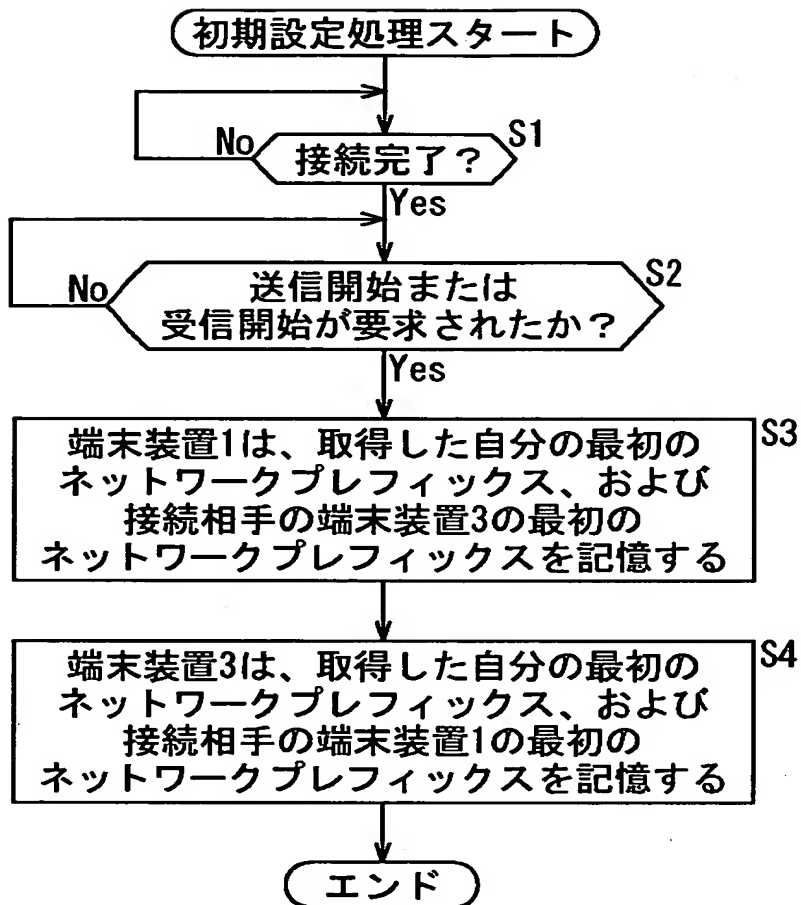 初期設定処理スタート
No
接続完了?
S1
Yes
No
送信開始または
受信開始が要求されたか?
S2
Yes
端末装置1は、取得した自分の最初の
ネットワークプレフィックス、および
接続相手の端末装置3の最初の
ネットワークプレフィックスを記憶する
S3
端末装置3は、取得した自分の最初の
ネットワークプレフィックス、および
接続相手の端末装置1の最初の
ネットワークプレフィックスを記憶する
S4
エンド